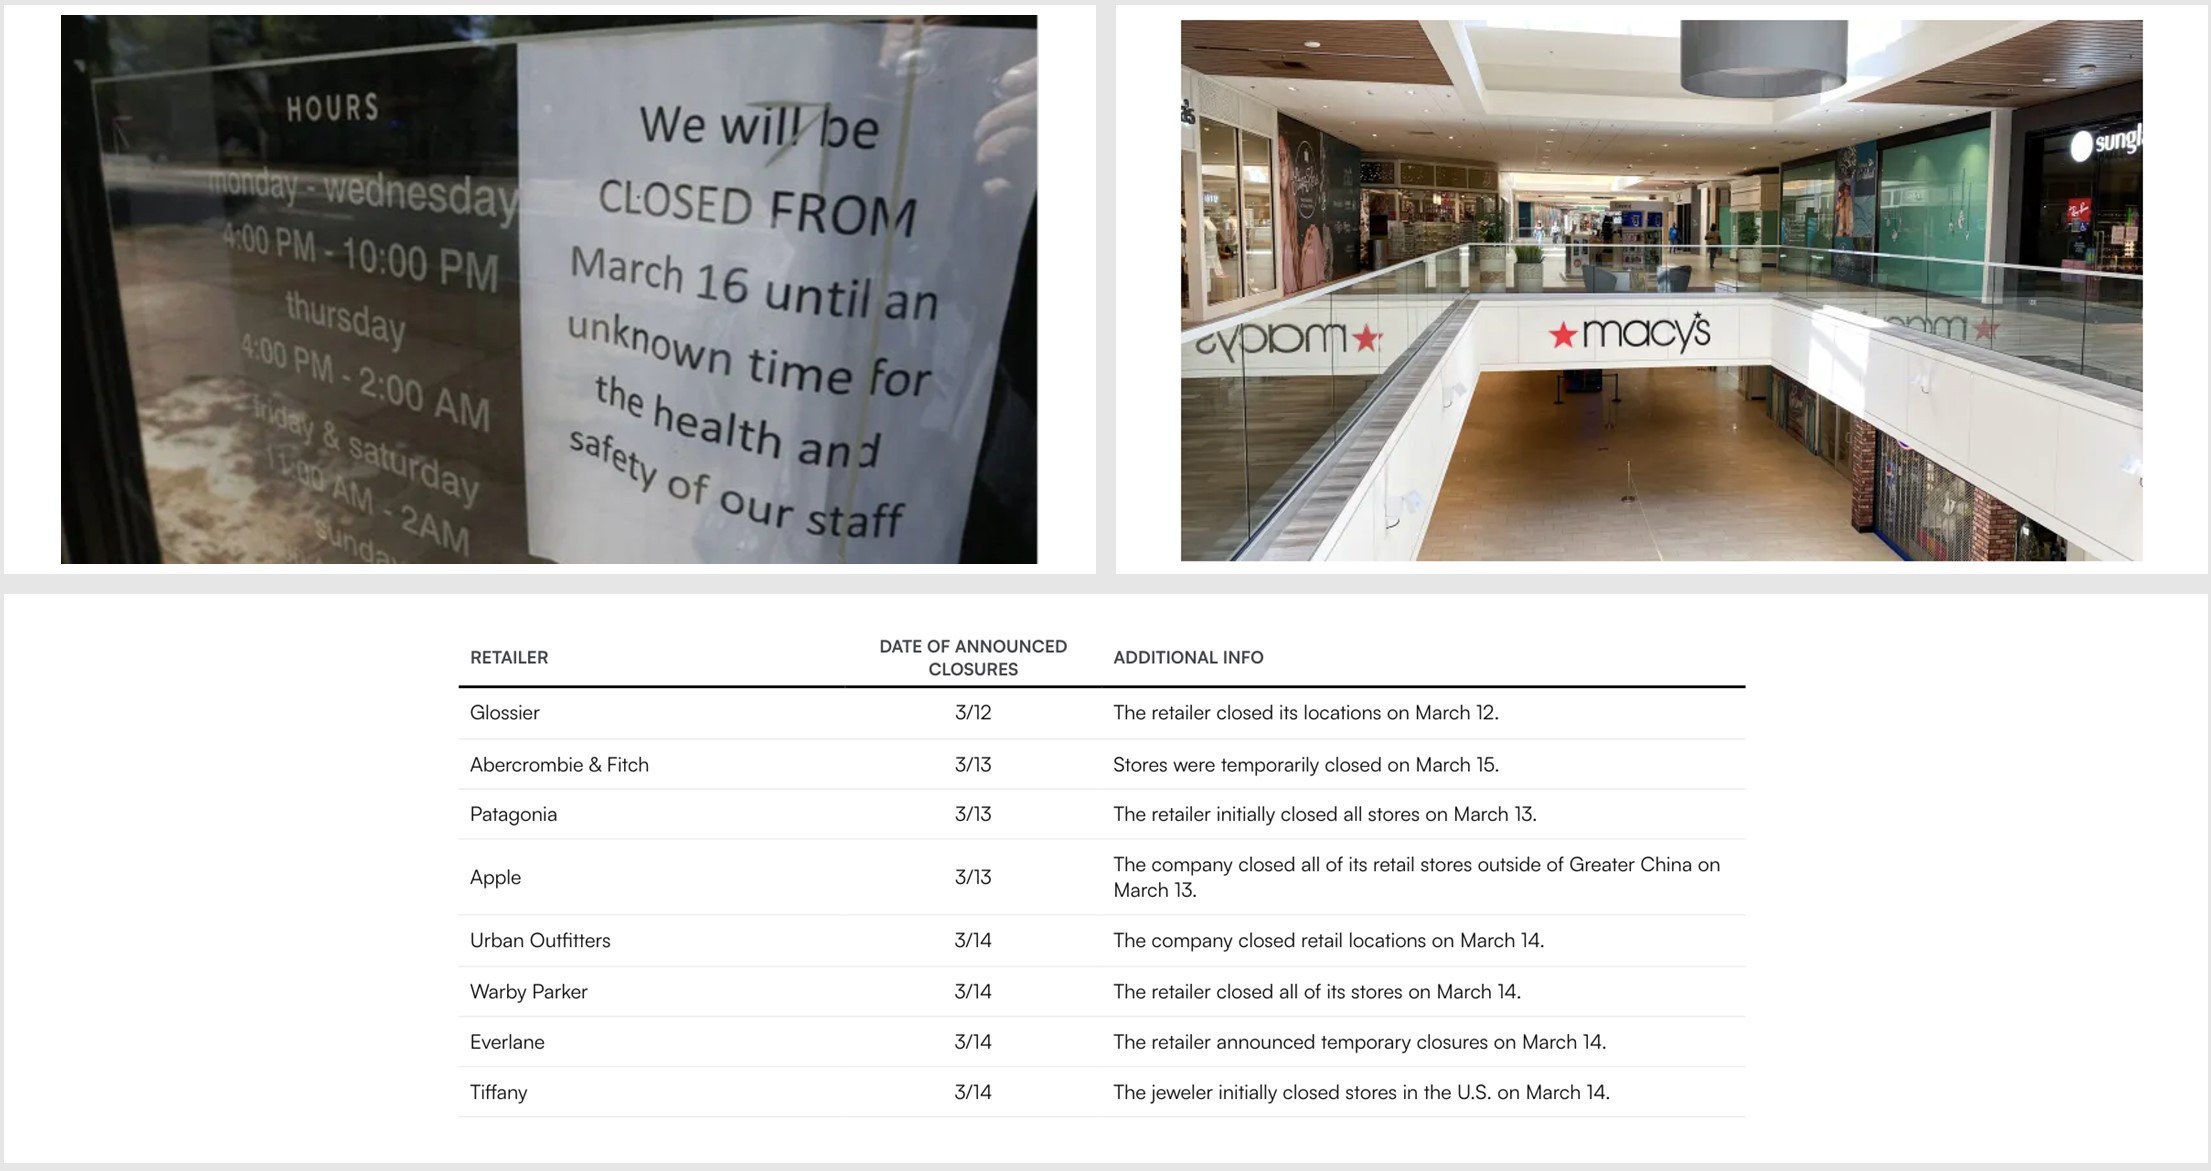 HOURS
monday - wednesday
4:00 PM - 10:00 PM
thursday
4:00 PM - 2:00 AM
friday & saturday
11:00 AM - 2AM
sunday
We will be
CLOSED FROM
March 16 until an
unknown time for
the health and
safety of our staff
macy's
macy's
sungl
Ray-Ban
RETAILER DATE OF ANNOUNCED CLOSURES ADDITIONAL INFO
Glossier 3/12 The retailer closed its locations on March 12.
Abercrombie & Fitch 3/13 Stores were temporarily closed on March 15.
Patagonia 3/13 The retailer initially closed all stores on March 13.
Apple 3/13 The company closed all of its retail stores outside of Greater China on
March 13.
Urban Outfitters 3/14 The company closed retail locations on March 14.
Warby Parker 3/14 The retailer closed all of its stores on March 14.
Everlane 3/14 The retailer announced temporary closures on March 14.
Tiffany 3/14 The jeweler initially closed stores in the U.S. on March 14.